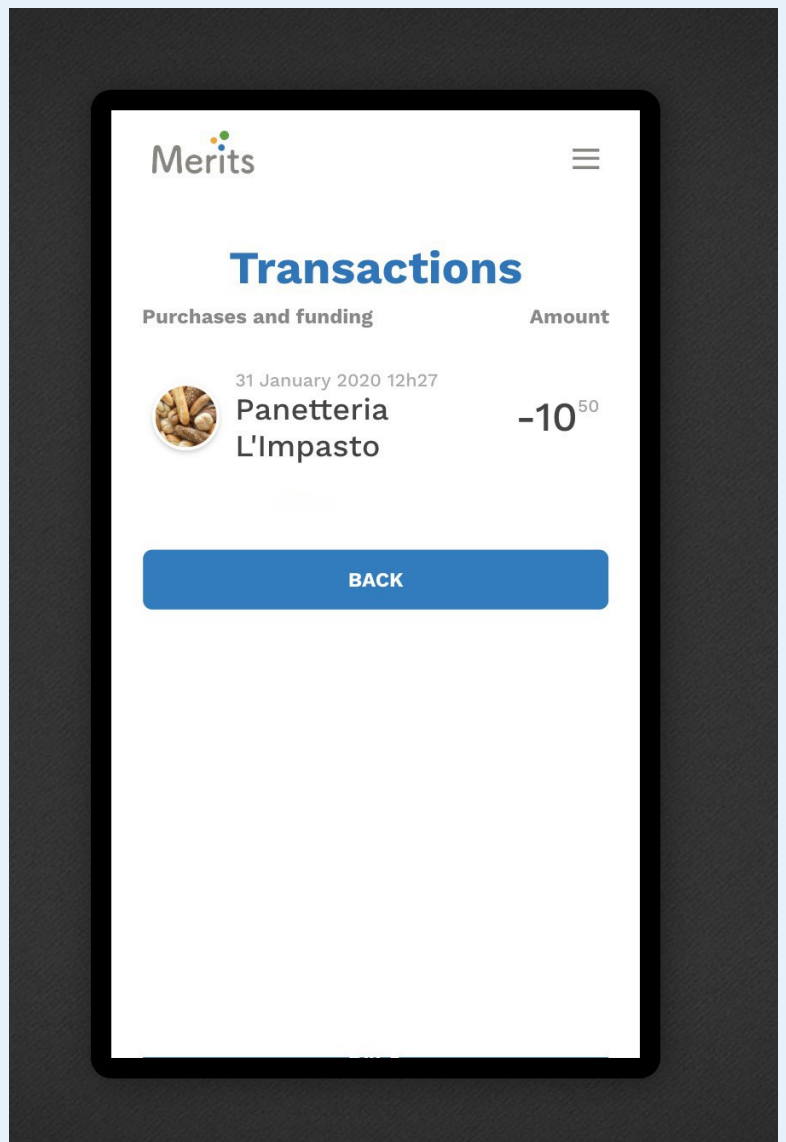 Merits
Transactions
Purchases and funding Amount
31 January 2020 12h27
Panetteria
L'Impasto
-10 50
BACK